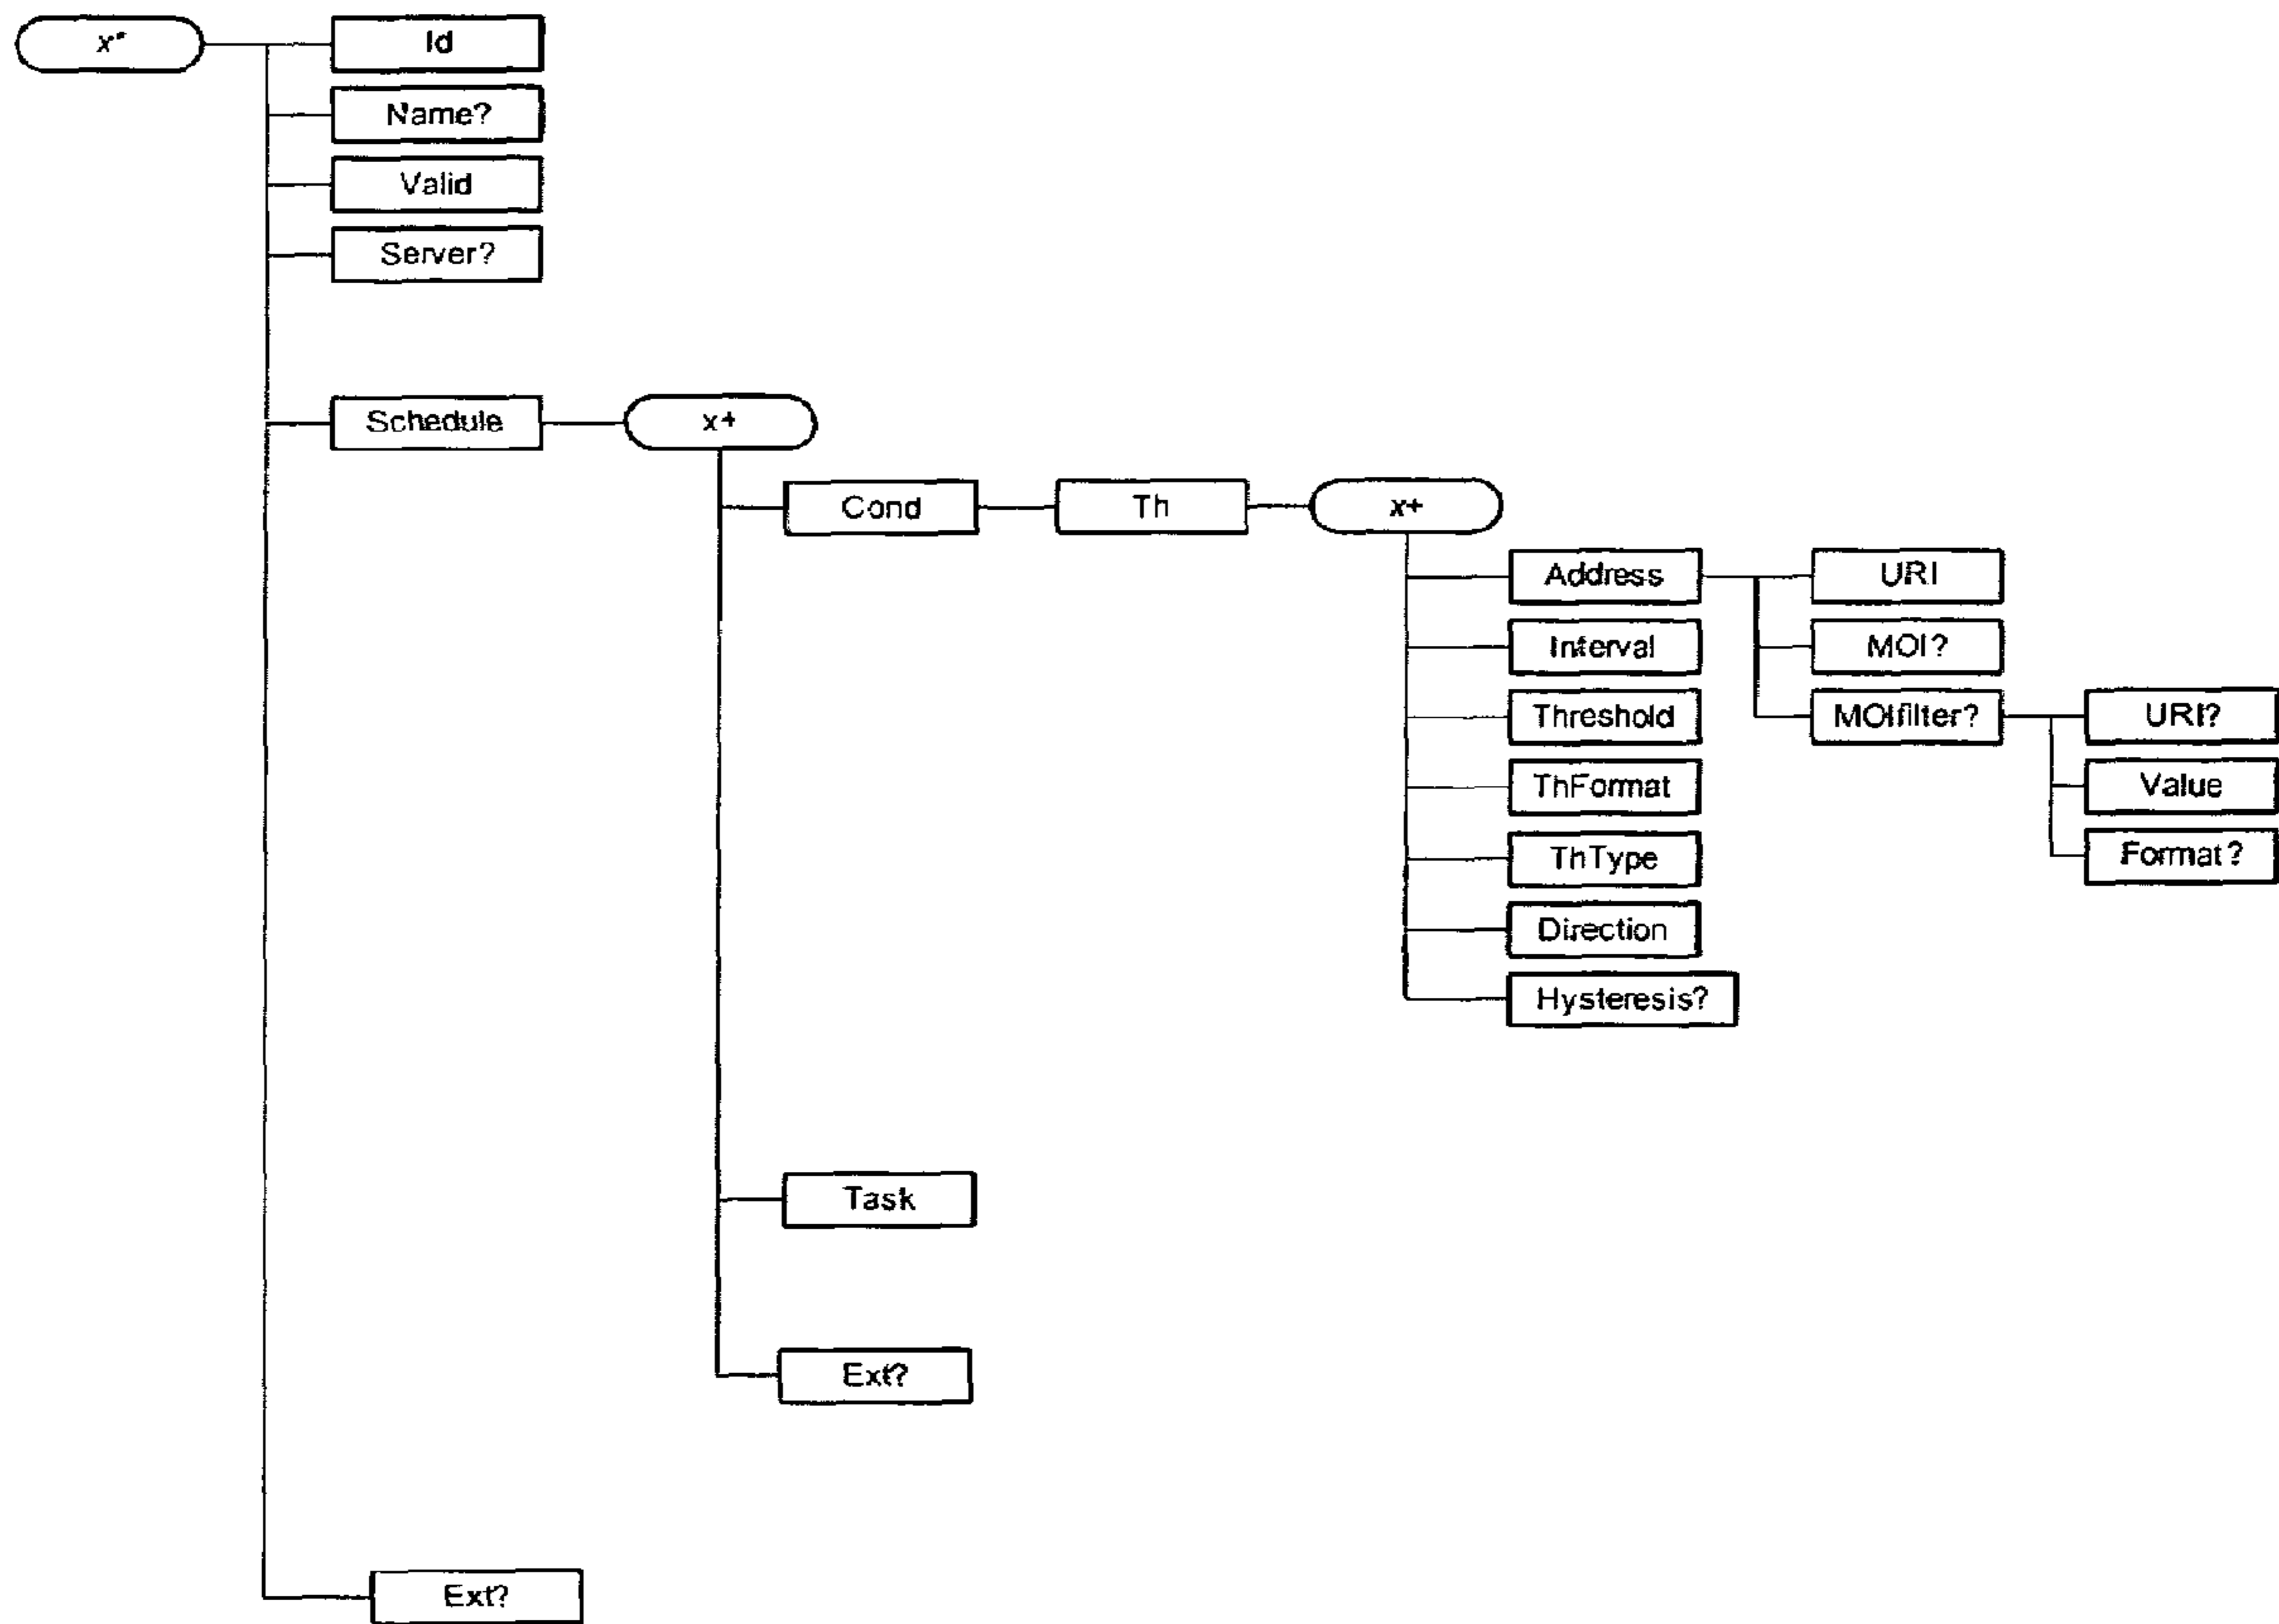 x*
Id
Name?
Valid
Server?
Schedule
x+
Cond
Th
x+
Address
URI
Interval
MOI?
Threshold
MOIfilter?
URI?
ThFormat
Value
ThType
Format?
Direction
Hysteresis?
Task
Ext?
Ext?